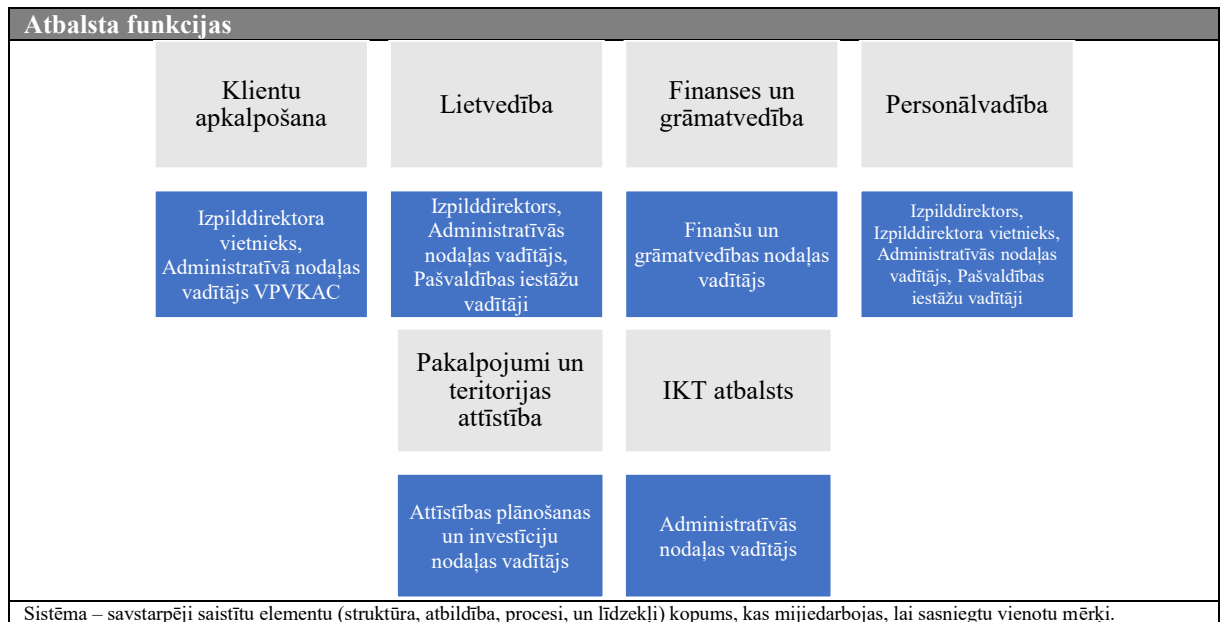 Atbalsta funkcijas
Klientu
apkalpošana
Lietvedība
Finanses un
grāmatvedība
Personālvadība
Izpilddirektora
vietnieks,
Administratīvā nodaļas
vadītājs VPVKAC
Izpilddirektors,
Administratīvās
nodaļas vadītājs,
Pašvaldības iestāžu
vadītāji
Finanšu un
grāmatvedības nodaļas
vadītājs
Izpilddirektors,
Izpilddirektora vietnieks,
Administratīvās nodaļas
vadītājs, Pašvaldības
iestāžu vadītāji
Pakalpojumi un
teritorijas
attīstība
IKT atbalsts
Attīstības plānošanas
un investīciju
nodaļas vadītājs
Administratīvās
nodaļas vadītājs
Sistēma – savstarpēji saistītu elementu (struktūra, atbildība, procesi, un līdzekļi) kopums, kas mijiedarbojas, lai sasniegtu vienotu mērķi.